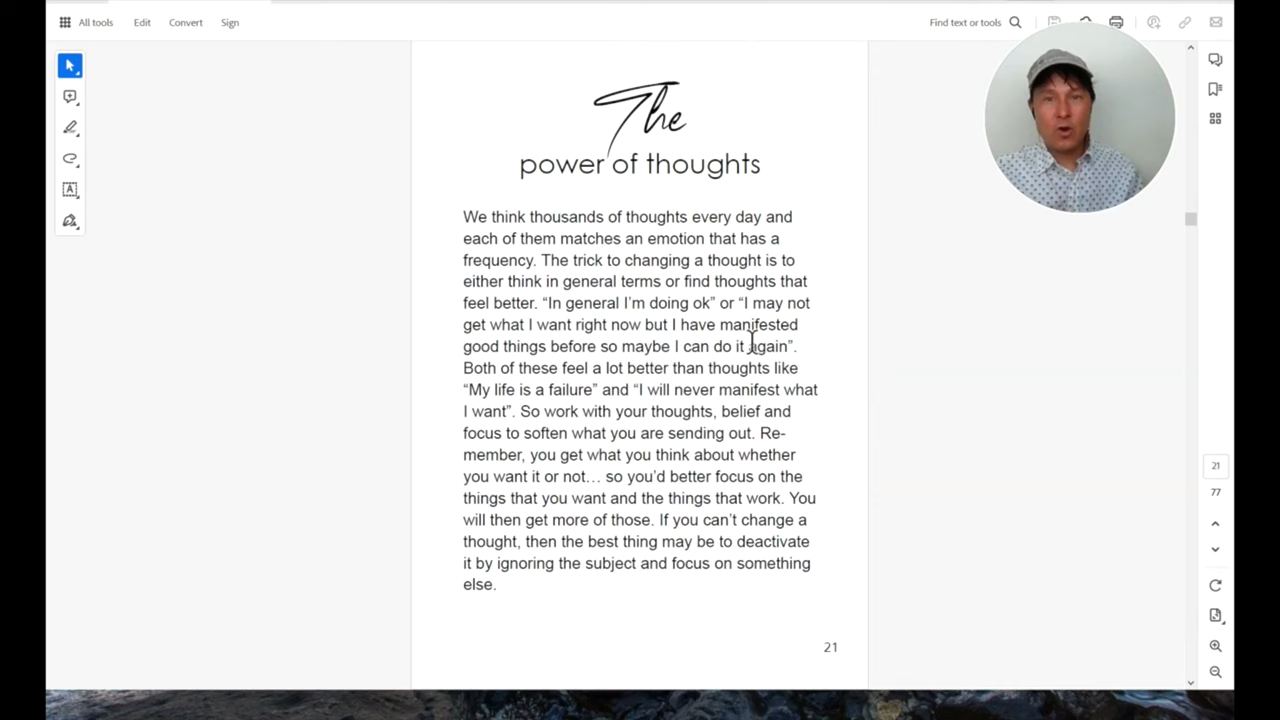 All tools Edit Convert Sign Find text or tools
The
power of thoughts
We think thousands of thoughts every day and
each of them matches an emotion that has a
frequency. The trick to changing a thought is to
either think in general terms or find thoughts that
feel better. “In general I’m doing ok” or “I may not
get what I want right now but I have manifested
good things before so maybe I can do it again”.
Both of these feel a lot better than thoughts like
“My life is a failure” and “I will never manifest what
I want”. So work with your thoughts, belief and
focus to soften what you are sending out. Re-
member, you get what you think about whether
you want it or not… so you’d better focus on the
things that you want and the things that work. You
will then get more of those. If you can’t change a
thought, then the best thing may be to deactivate
it by ignoring the subject and focus on something
else.
21
21
77